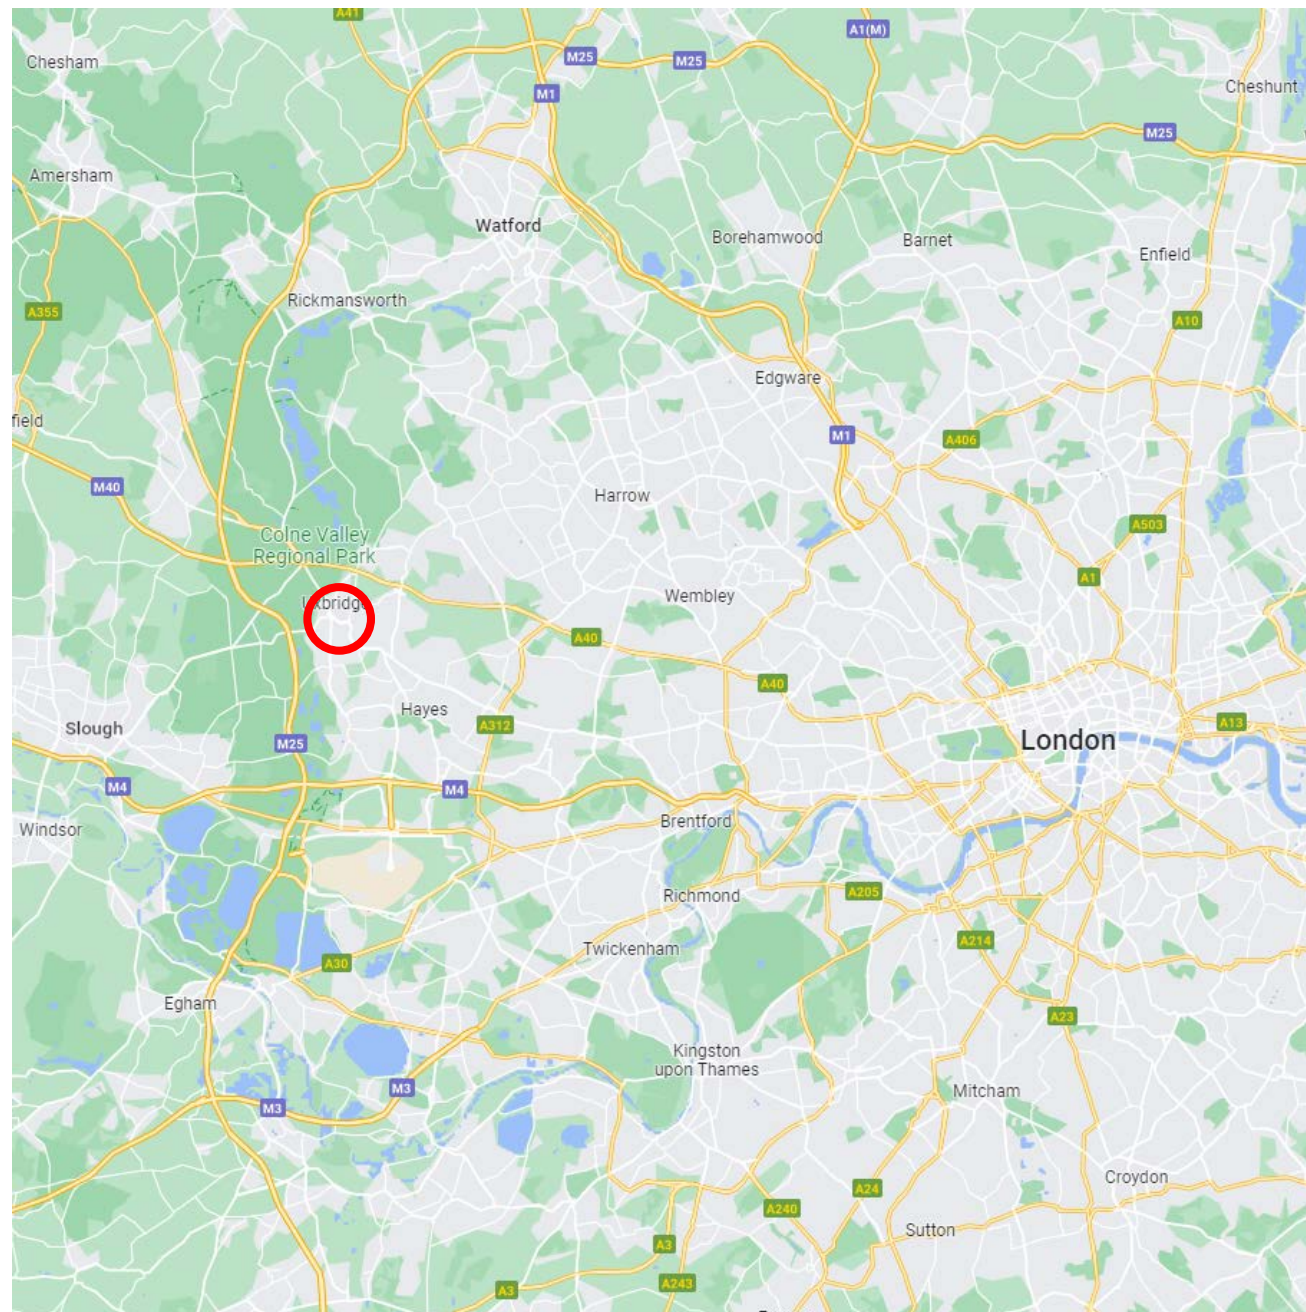 A41
A1(M)
M25
M25
Chesham
Cheshunt
M1
M25
Amersham
Watford
Borehamwood
Barnet
Enfield
Rickmansworth
A355
A10
Edgware
field
M1
A406
M40
Harrow
A503
Colne Valley
Regional Park
A1
Wembley
Uxbridge
A40
A40
Hayes
A312
A13
Slough
London
M25
M4
M4
Brentford
Windsor
Richmond
A205
A214
Twickenham
A30
Egham
A23
Kingston
upon Thames
M3
Mitcham
M3
Croydon
A24
A240
Sutton
A3
A243
A3